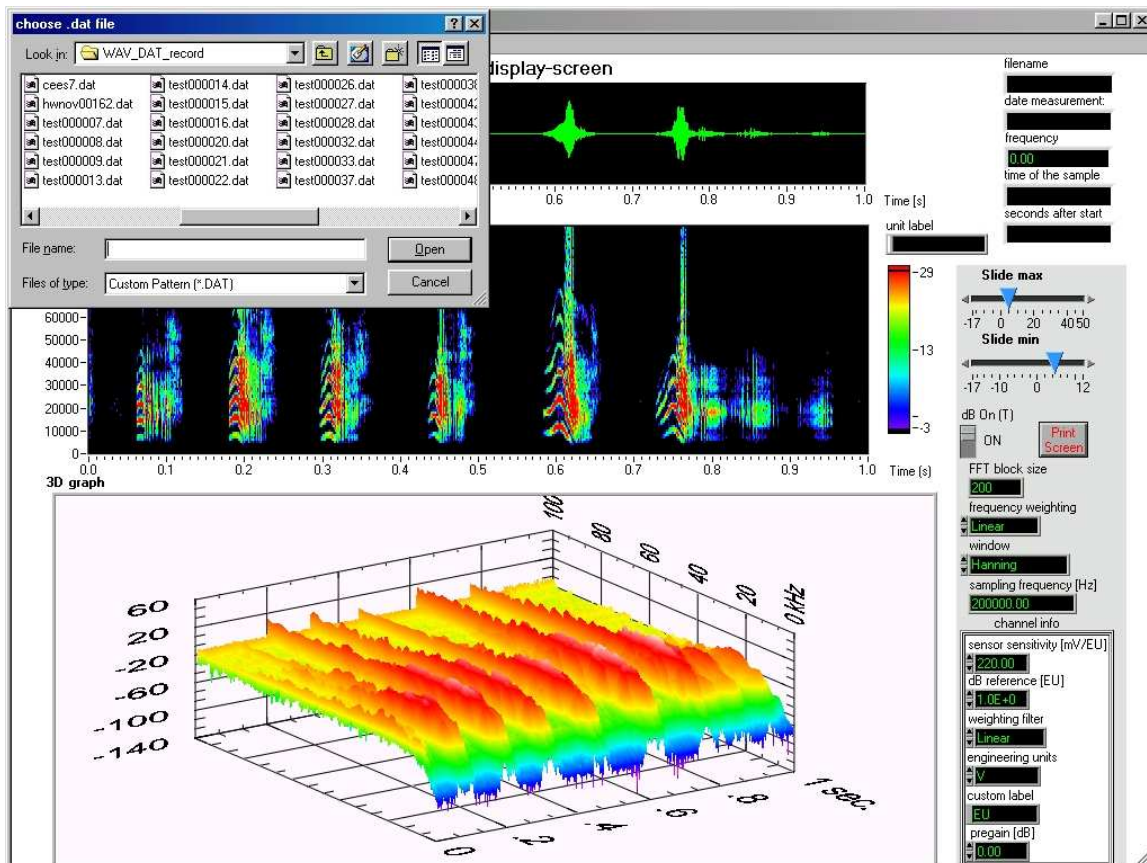 choose .dat file
Look in: WAV_DAT_record
cees7.dat
hwnov00162.dat
test000007.dat
test000008.dat
test000009.dat
test000013.dat
test000014.dat
test000015.dat
test000016.dat
test000020.dat
test000021.dat
test000022.dat
test000026.dat
test000027.dat
test000028.dat
test000032.dat
test000033.dat
test000037.dat
File name:
Open
Files of type: Custom Pattern (*.DAT)
Cancel
display-screen
0.6 0.7 0.8 0.9 1.0
Time [s]
filename
date measurement:
frequency
0.00
time of the sample
seconds after start
unit label
60000
50000
40000
30000
20000
10000
0
0.0 0.1 0.2 0.3 0.4 0.5 0.6 0.7 0.8 0.9 1.0
Time [s]
29
13
-3
Slide max
-17 0 20 40 50
Slide min
-17 -10 0 12
dB On (T)
ON
Print Screen
FFT block size
200
frequency weighting
Linear
window
Hanning
sampling frequency [Hz]
200000.00
channel info
sensor sensitivity [mV/EU]
220.00
dB reference [EU]
1.0E+0
weighting filter
Linear
engineering units
V
custom label
EU
pregain [dB]
0.00
3D graph
60
20
-20
-60
-100
-140
100
80
60
40
20
0 kHz
0
.2
.4
.6
.8
1 sec.